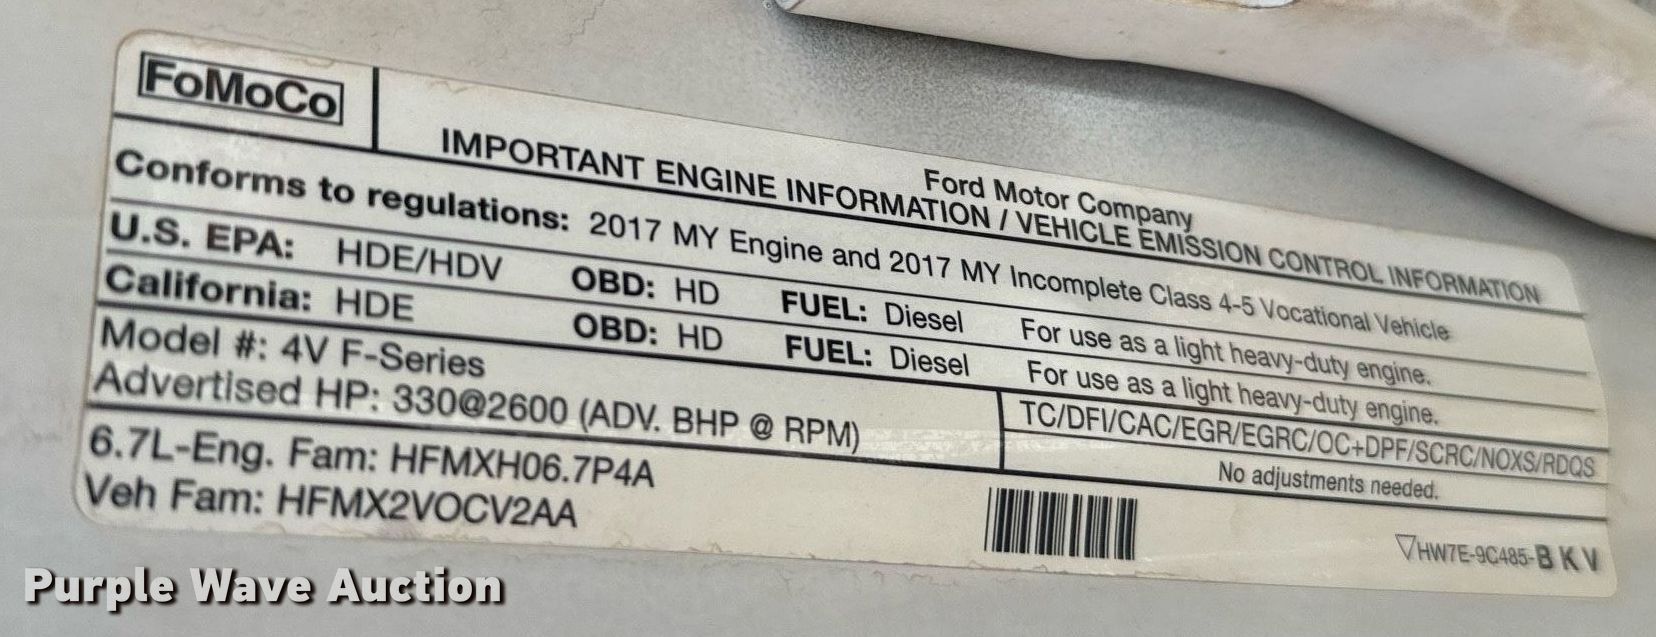 FoMoCo
Ford Motor Company
IMPORTANT ENGINE INFORMATION / VEHICLE EMISSION CONTROL INFORMATION
Conforms to regulations: 2017 MY Engine and 2017 MY Incomplete Class 4-5 Vocational Vehicle
U.S. EPA: HDE/HDV OBD: HD FUEL: Diesel For use as a light heavy-duty engine.
California: HDE OBD: HD FUEL: Diesel For use as a light heavy-duty engine.
Model #: 4V F-Series
Advertised HP: 330@2600 (ADV. BHP @ RPM)
TC/DFI/CAC/EGR/EGRC/OC+DPF/SCRC/NOXS/RDQS
No adjustments needed.
6.7L-Eng. Fam: HFMXH06.7P4A
Veh Fam: HFMX2VOCV2AA
HW7E-9C485-B K V
Purple Wave Auction